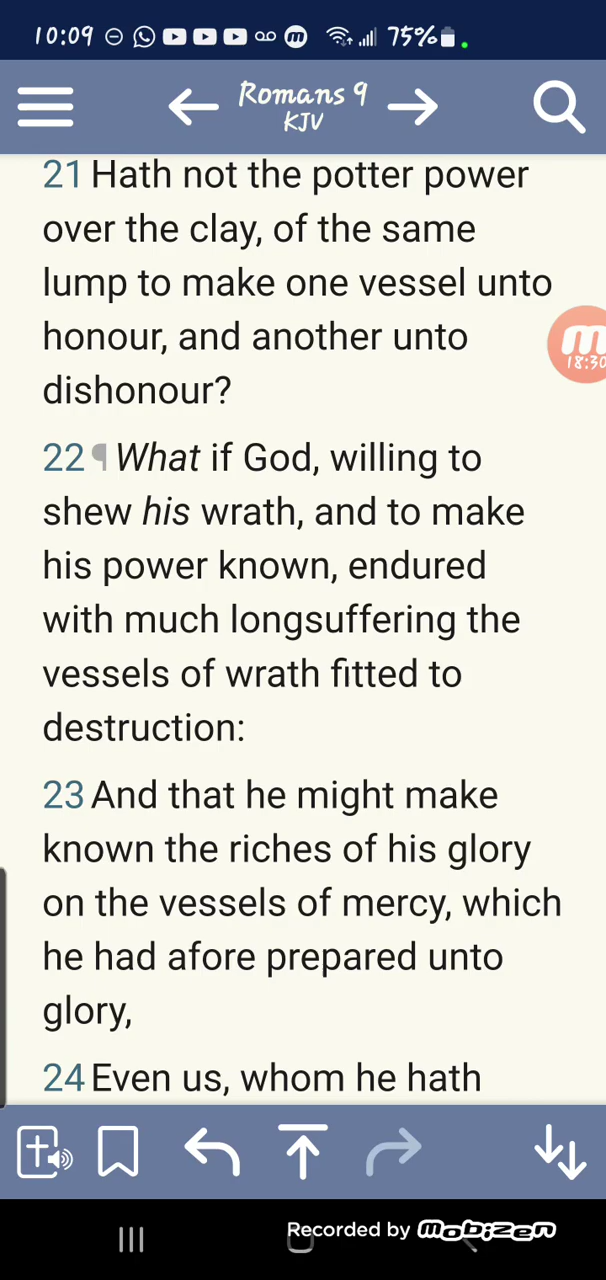 10:09 75%
Romans 9
KJV
21 Hath not the potter power
over the clay, of the same
lump to make one vessel unto
honour, and another unto
dishonour?
18:30
22 ¶ What if God, willing to
shew his wrath, and to make
his power known, endured
with much longsuffering the
vessels of wrath fitted to
destruction:
23 And that he might make
known the riches of his glory
on the vessels of mercy, which
he had afore prepared unto
glory,
24 Even us, whom he hath
Recorded by mobizen